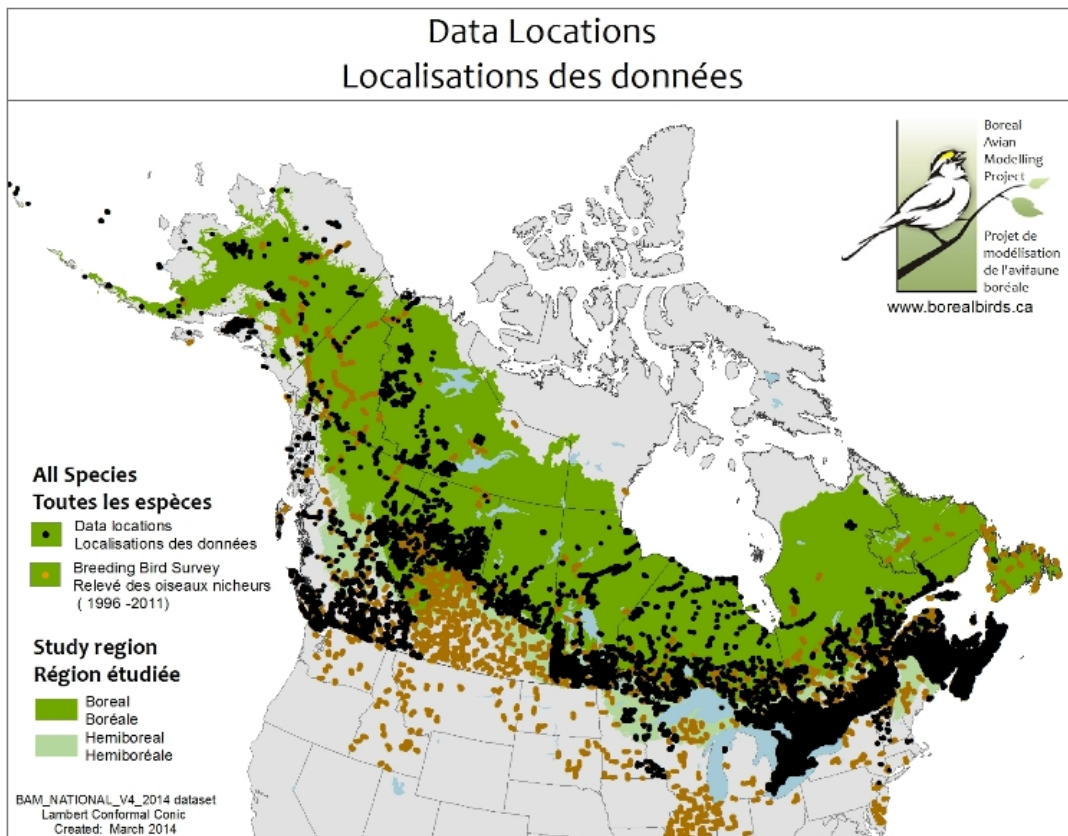 Data Locations
Localisations des données
Boreal
Avian
Modelling
Project
Projet de
modélisation
de l'avifaune
boréale
www.borealbirds.ca
All Species
Toutes les espèces
Data locations
Localisations des données
Breeding Bird Survey
Relevé des oiseaux nicheurs
( 1996 -2011)
Study region
Région étudiée
Boreal
Boréale
Hemiboreal
Hemiboréale
BAM_NATIONAL_V4_2014 dataset
Lambert Conformal Conic
Created: March 2014